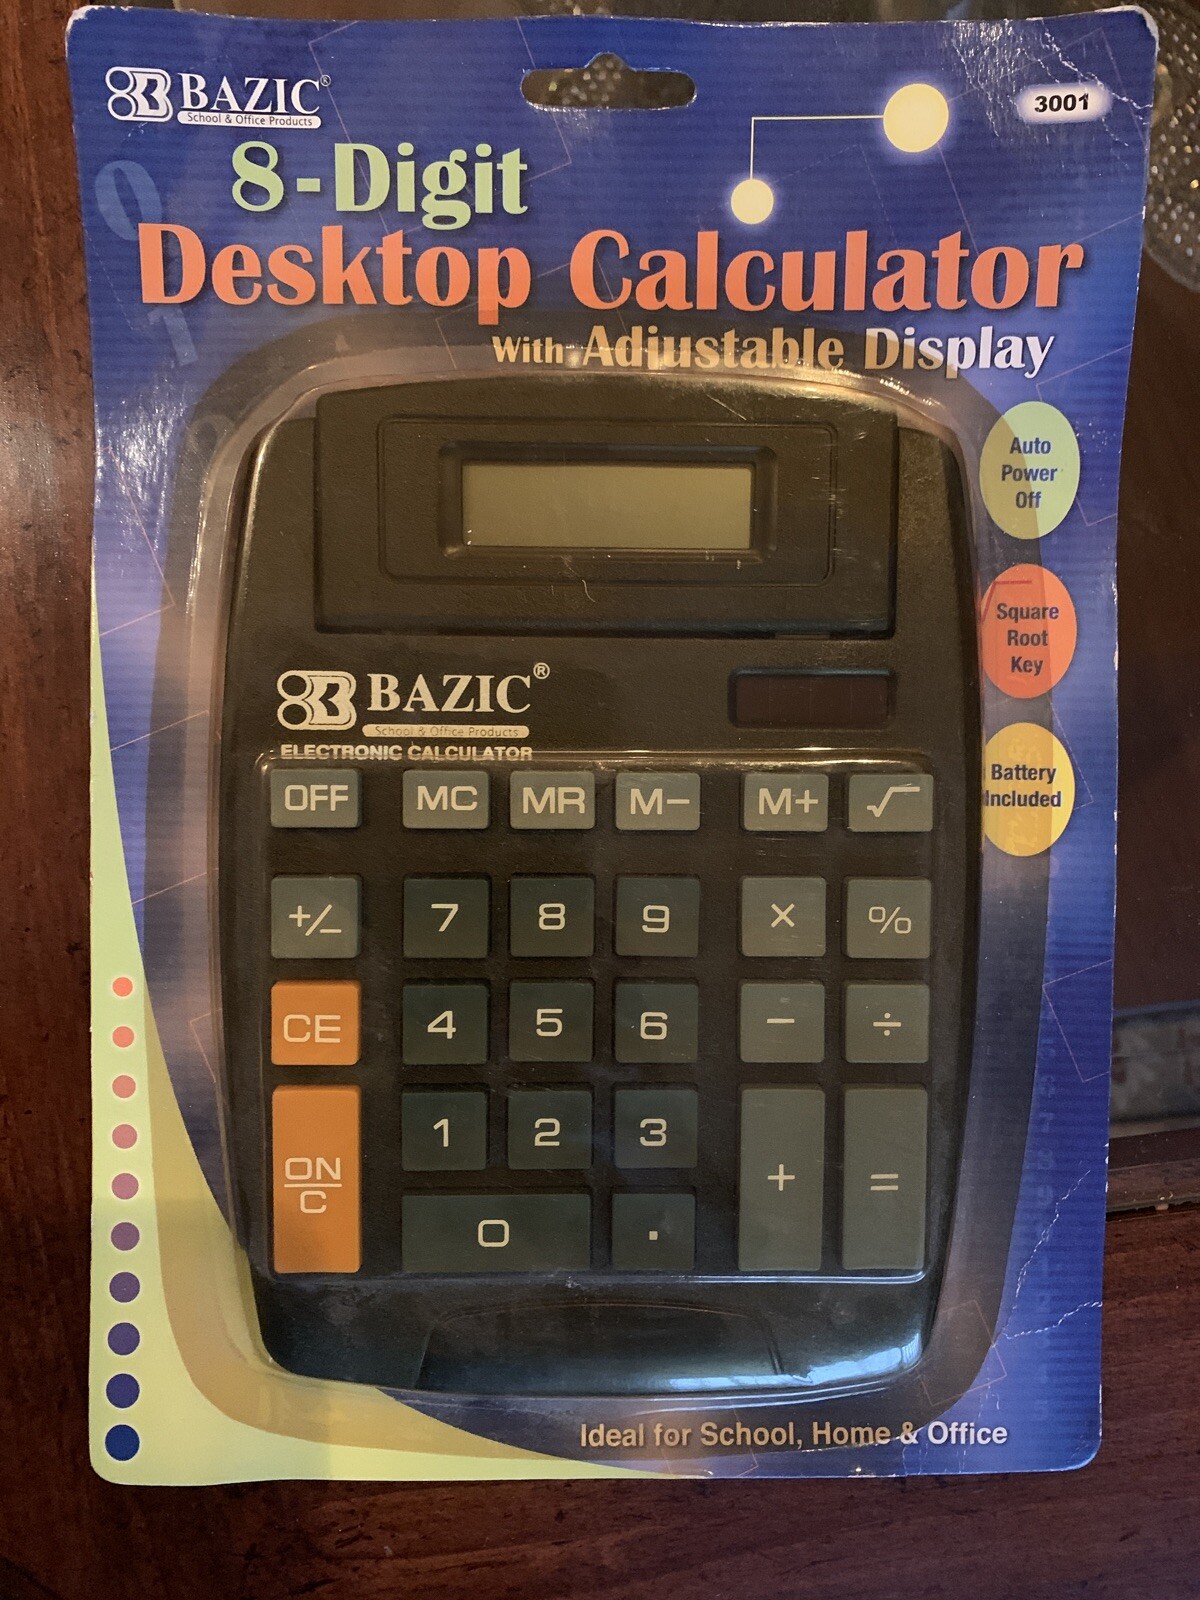 BAZIC®
School & Office Products
3001
8-Digit
Desktop Calculator
With Adjustable Display
Auto
Power
Off
Square
Root
Key
Battery
Included
BAZIC®
School & Office Products
ELECTRONIC CALCULATOR
OFF MC MR M− M+ √
+/− 7 8 9 × %
CE 4 5 6 − ÷
ON
C
1 2 3 + =
0 .
Ideal for School, Home & Office